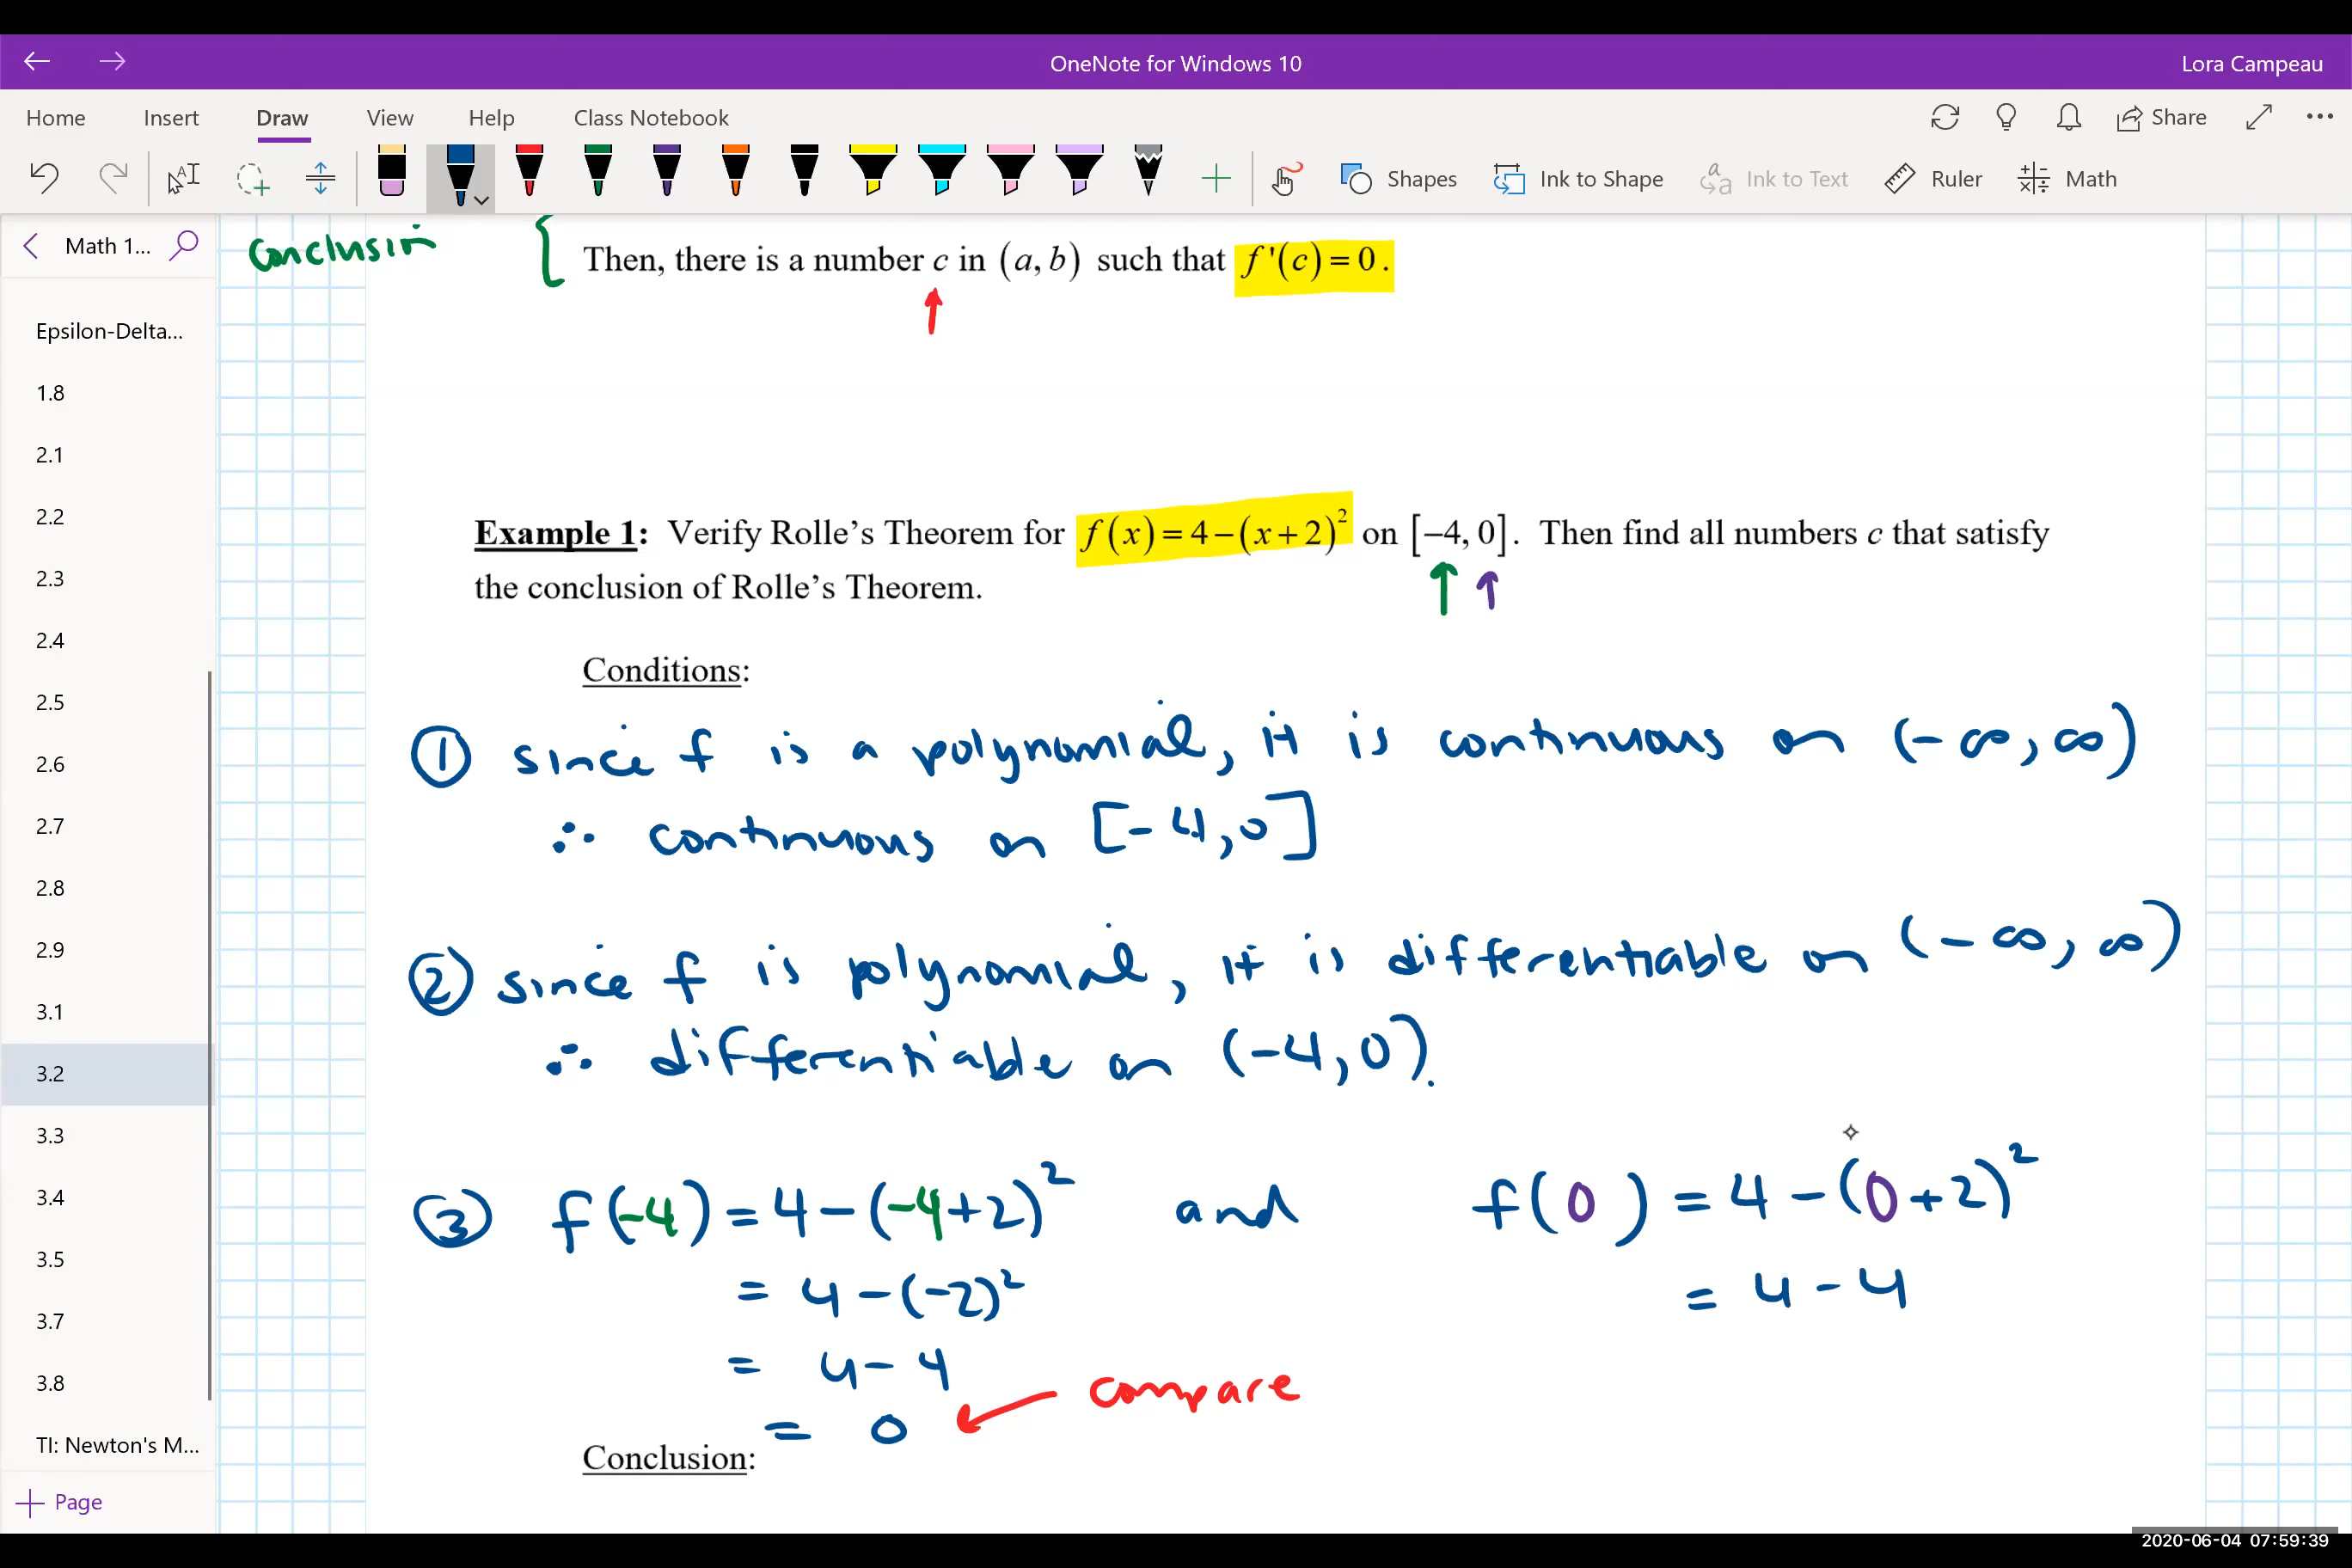 OneNote for Windows 10
Lora Campeau
Home Insert Draw View Help Class Notebook Share
Shapes Ink to Shape Ink to Text Ruler Math
Math 1...
Epsilon-Delta...
1.8
2.1
2.2
2.3
2.4
2.5
2.6
2.7
2.8
2.9
3.1
3.2
3.3
3.4
3.5
3.7
3.8
TI: Newton's M...
+ Page
Conclusion { Then, there is a number c in (a, b) such that f'(c) = 0.
Example 1: Verify Rolle's Theorem for f(x) = 4 − (x + 2)² on [−4, 0]. Then find all numbers c that satisfy
the conclusion of Rolle's Theorem.
Conditions:
① since f is a polynomial, it is continuous on (-∞, ∞)
∴ continuous on [-4, 0]
② since f is polynomial, it is differentiable on (-∞, ∞)
∴ differentiable on (-4, 0).
③ f(-4) = 4 - (-4+2)² and f(0) = 4 - (0+2)²
= 4 - (-2)² = 4 - 4
= 4 - 4
= 0 compare
Conclusion:
2020-06-04 07:59:39